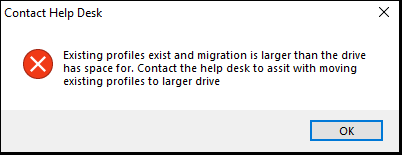 Contact Help Desk
Existing profiles exist and migration is larger than the drive
has space for. Contact the help desk to assit with moving
existing profiles to larger drive
OK